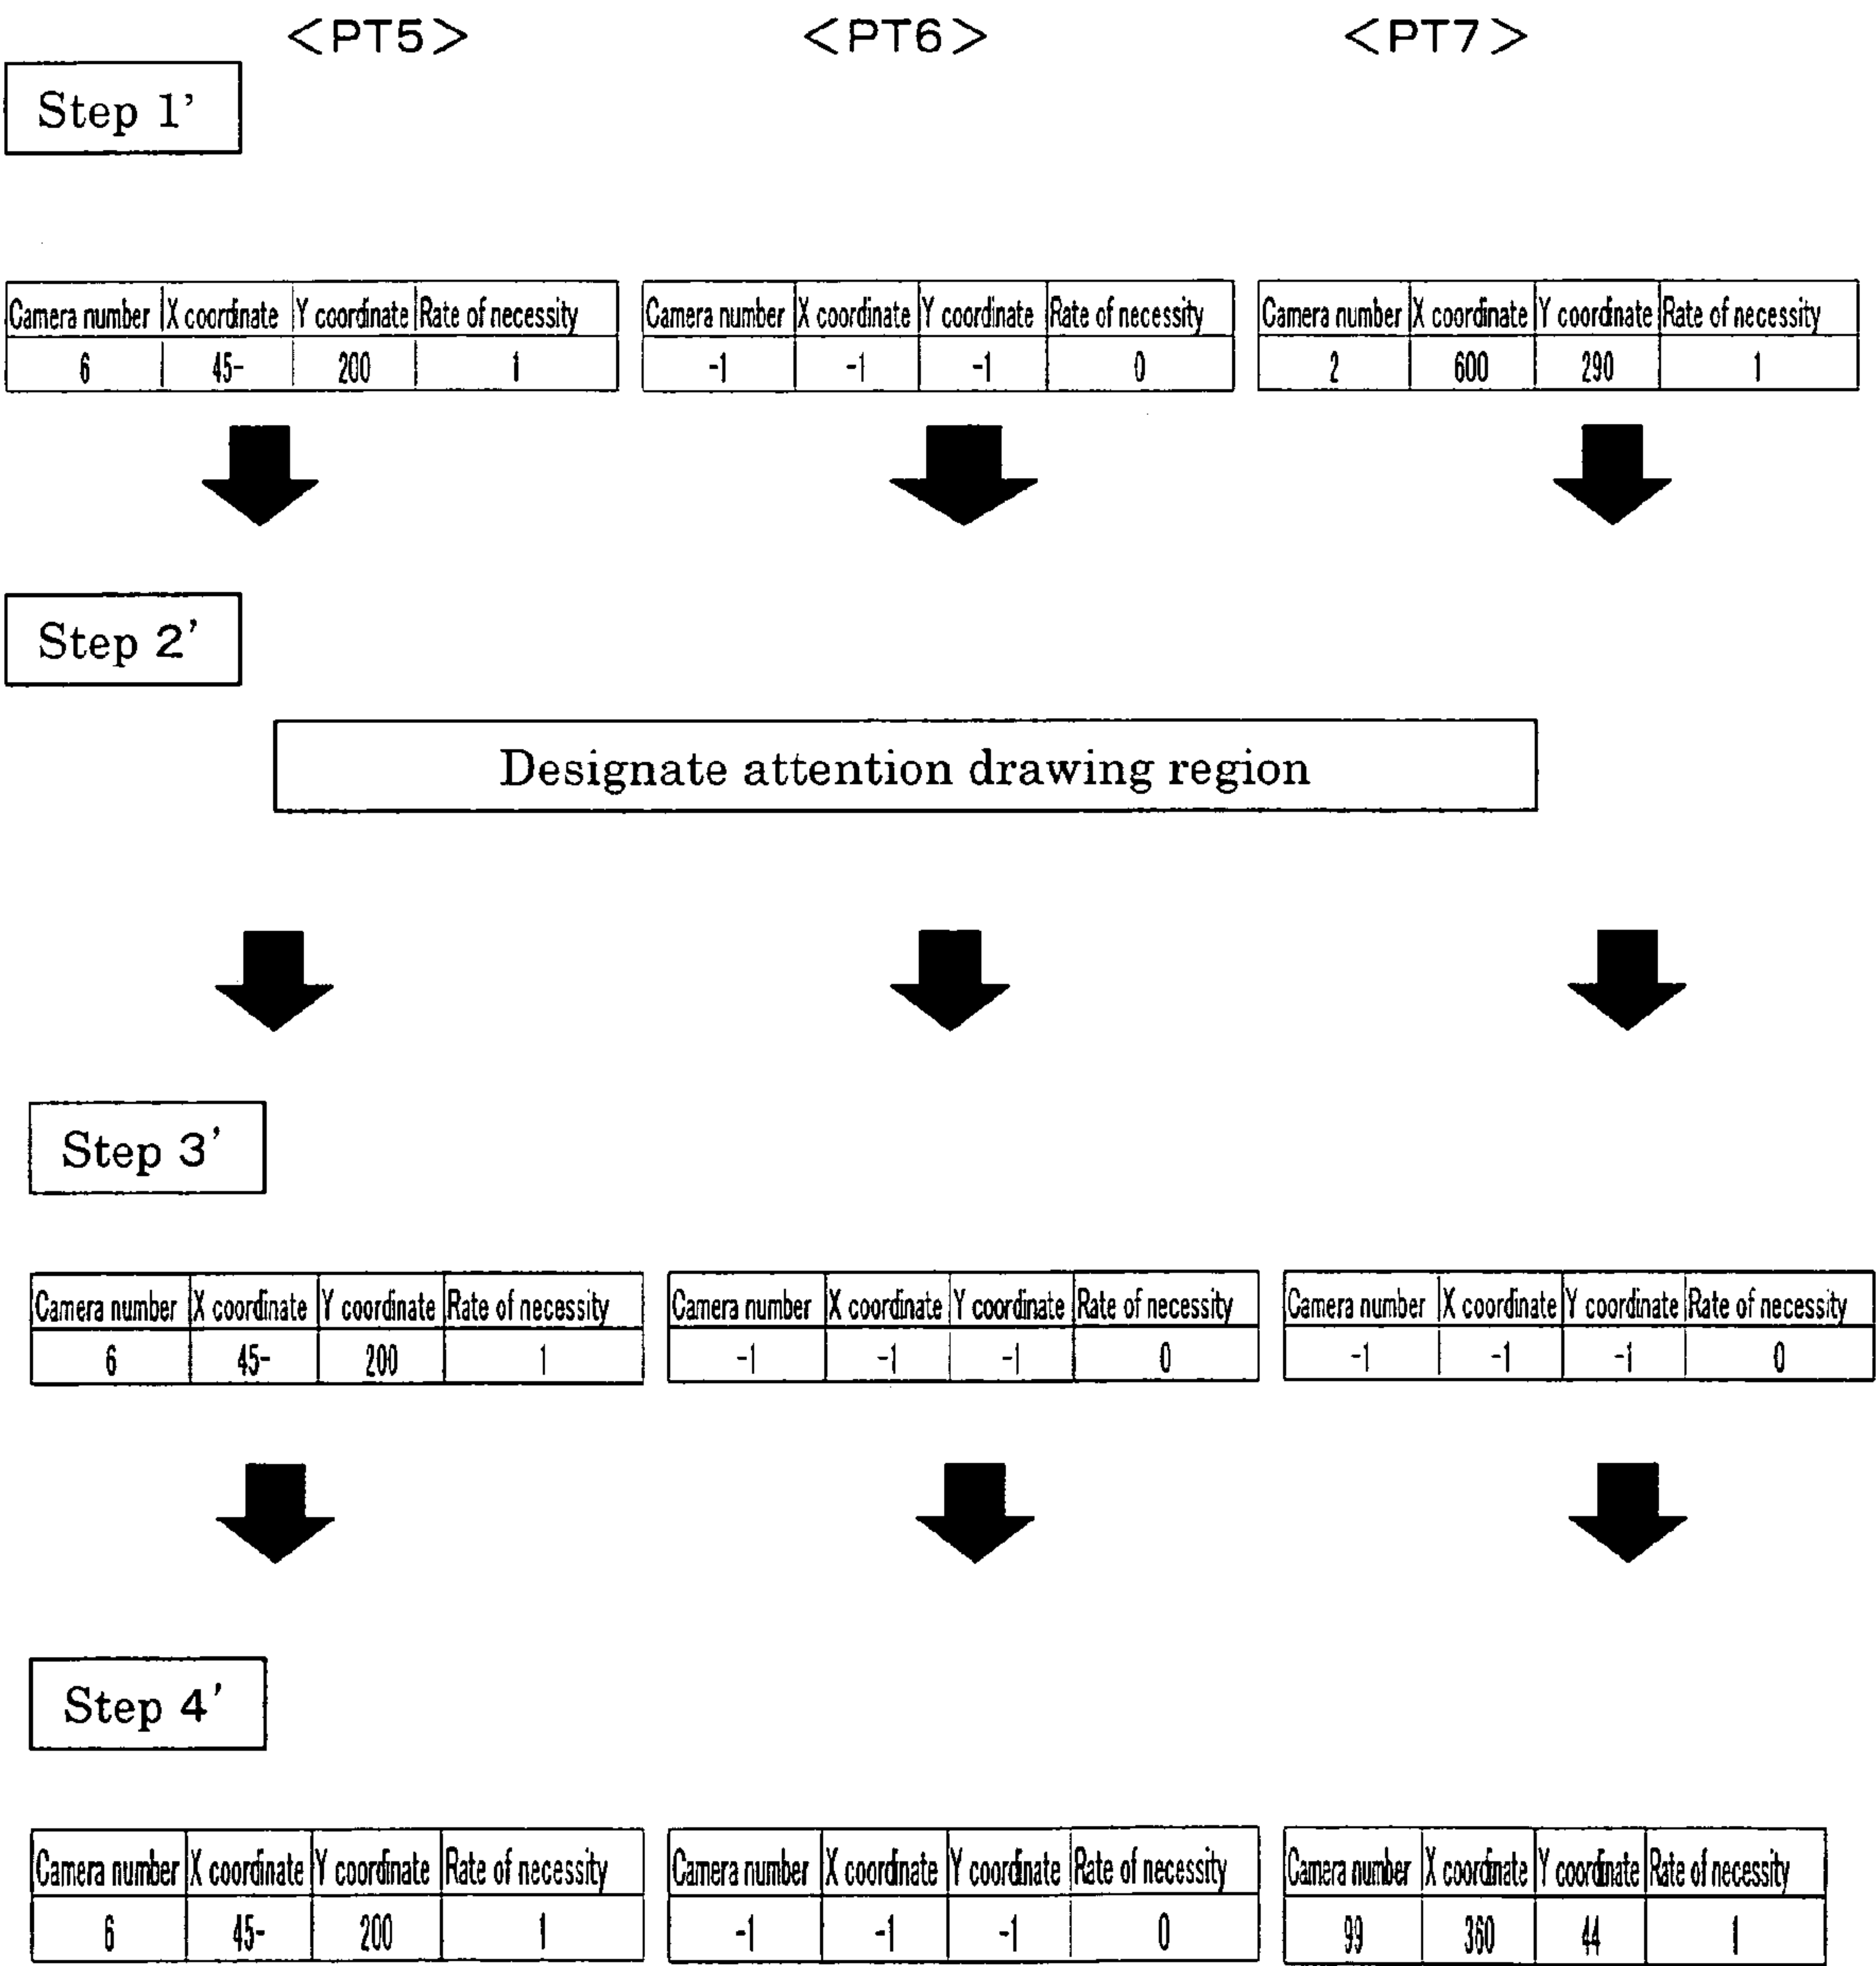 <PT5> <PT6> <PT7>
Step 1’
Camera number X coordinate Y coordinate Rate of necessity Camera number X coordinate Y coordinate Rate of necessity Camera number X coordinate Y coordinate Rate of necessity
6 45- 200 1 -1 -1 -1 0 2 600 290 1
Step 2’
Designate attention drawing region
Step 3’
Camera number X coordinate Y coordinate Rate of necessity Camera number X coordinate Y coordinate Rate of necessity Camera number X coordinate Y coordinate Rate of necessity
6 45- 200 1 -1 -1 -1 0 -1 -1 -1 0
Step 4’
Camera number X coordinate Y coordinate Rate of necessity Camera number X coordinate Y coordinate Rate of necessity Camera number X coordinate Y coordinate Rate of necessity
6 45- 200 1 -1 -1 -1 0 99 360 44 1